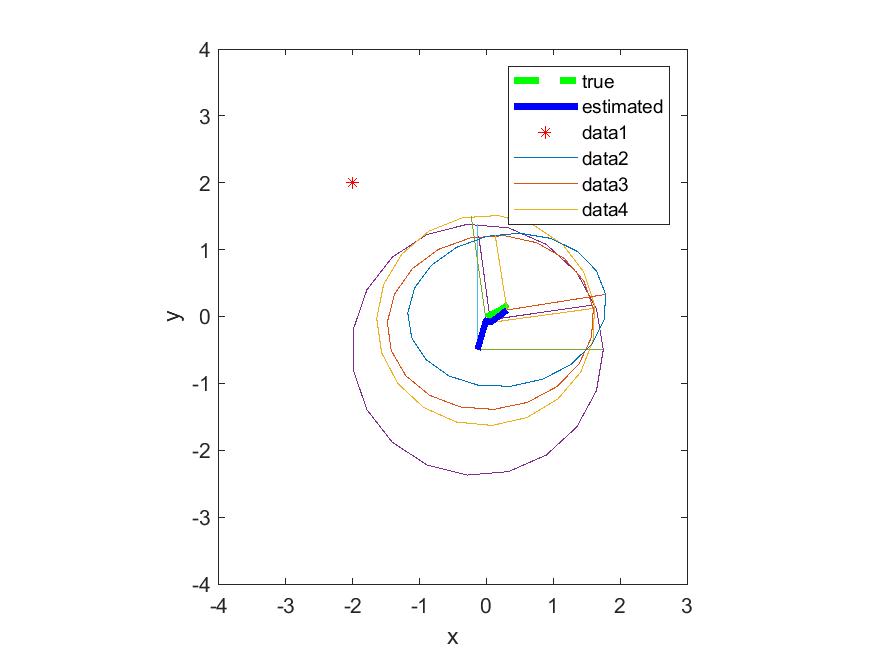 4
3
2
1
0
-1
-2
-3
-4
y
-4 -3 -2 -1 0 1 2 3
x
true
estimated
data1
data2
data3
data4